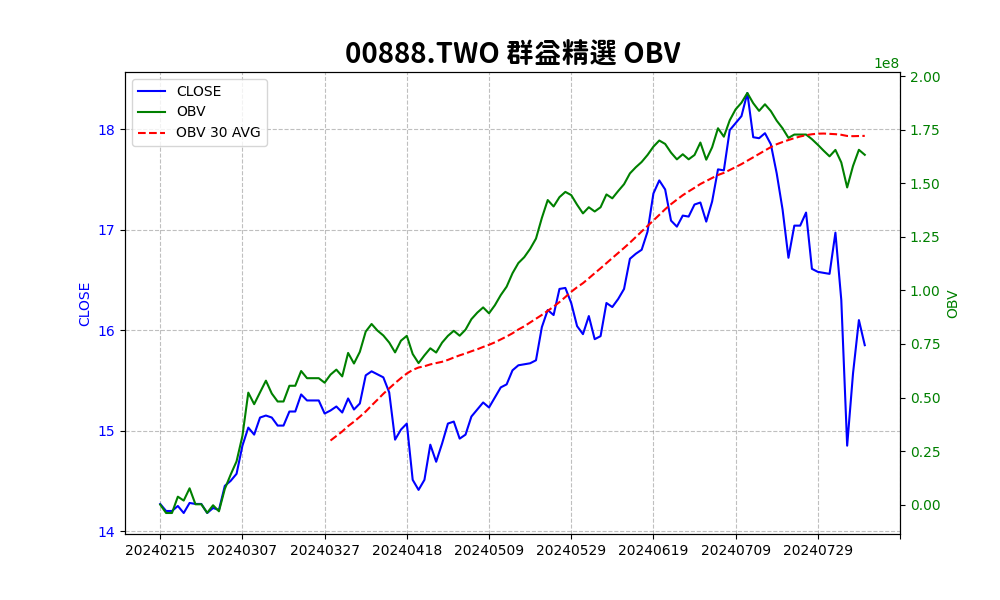 00888.TWO 群益精選 OBV
1e8
CLOSE
OBV
OBV 30 AVG
18
17
16
15
14
CLOSE
2.00
1.75
1.50
1.25
1.00
0.75
0.50
0.25
0.00
OBV
20240215 20240307 20240327 20240418 20240509 20240529 20240619 20240709 20240729